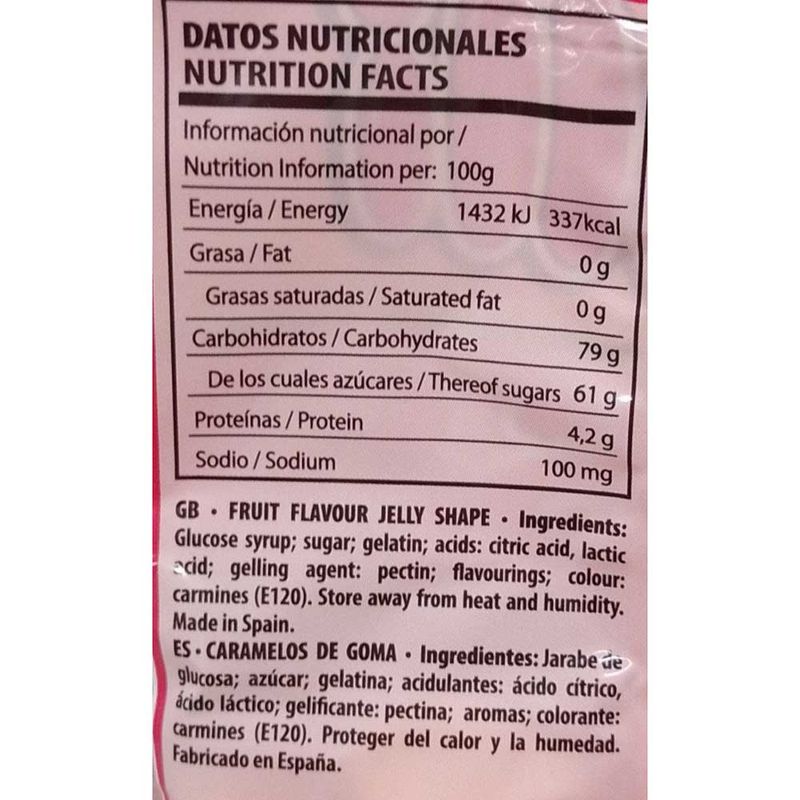 DATOS NUTRICIONALES
NUTRITION FACTS
Información nutricional por /
Nutrition Information per: 100g
Energía / Energy 1432 kJ 337kcal
Grasa / Fat 0 g
Grasas saturadas / Saturated fat 0 g
Carbohidratos / Carbohydrates 79 g
De los cuales azúcares / Thereof sugars 61 g
Proteínas / Protein 4,2 g
Sodio / Sodium 100 mg
GB • FRUIT FLAVOUR JELLY SHAPE • Ingredients:
Glucose syrup; sugar; gelatin; acids: citric acid, lactic
acid; gelling agent: pectin; flavourings; colour:
carmines (E120). Store away from heat and humidity.
Made in Spain.
ES • CARAMELOS DE GOMA • Ingredientes: Jarabe de
glucosa; azúcar; gelatina; acidulantes: ácido cítrico,
ácido láctico; gelificante: pectina; aromas; colorante:
carmines (E120). Proteger del calor y la humedad.
Fabricado en España.